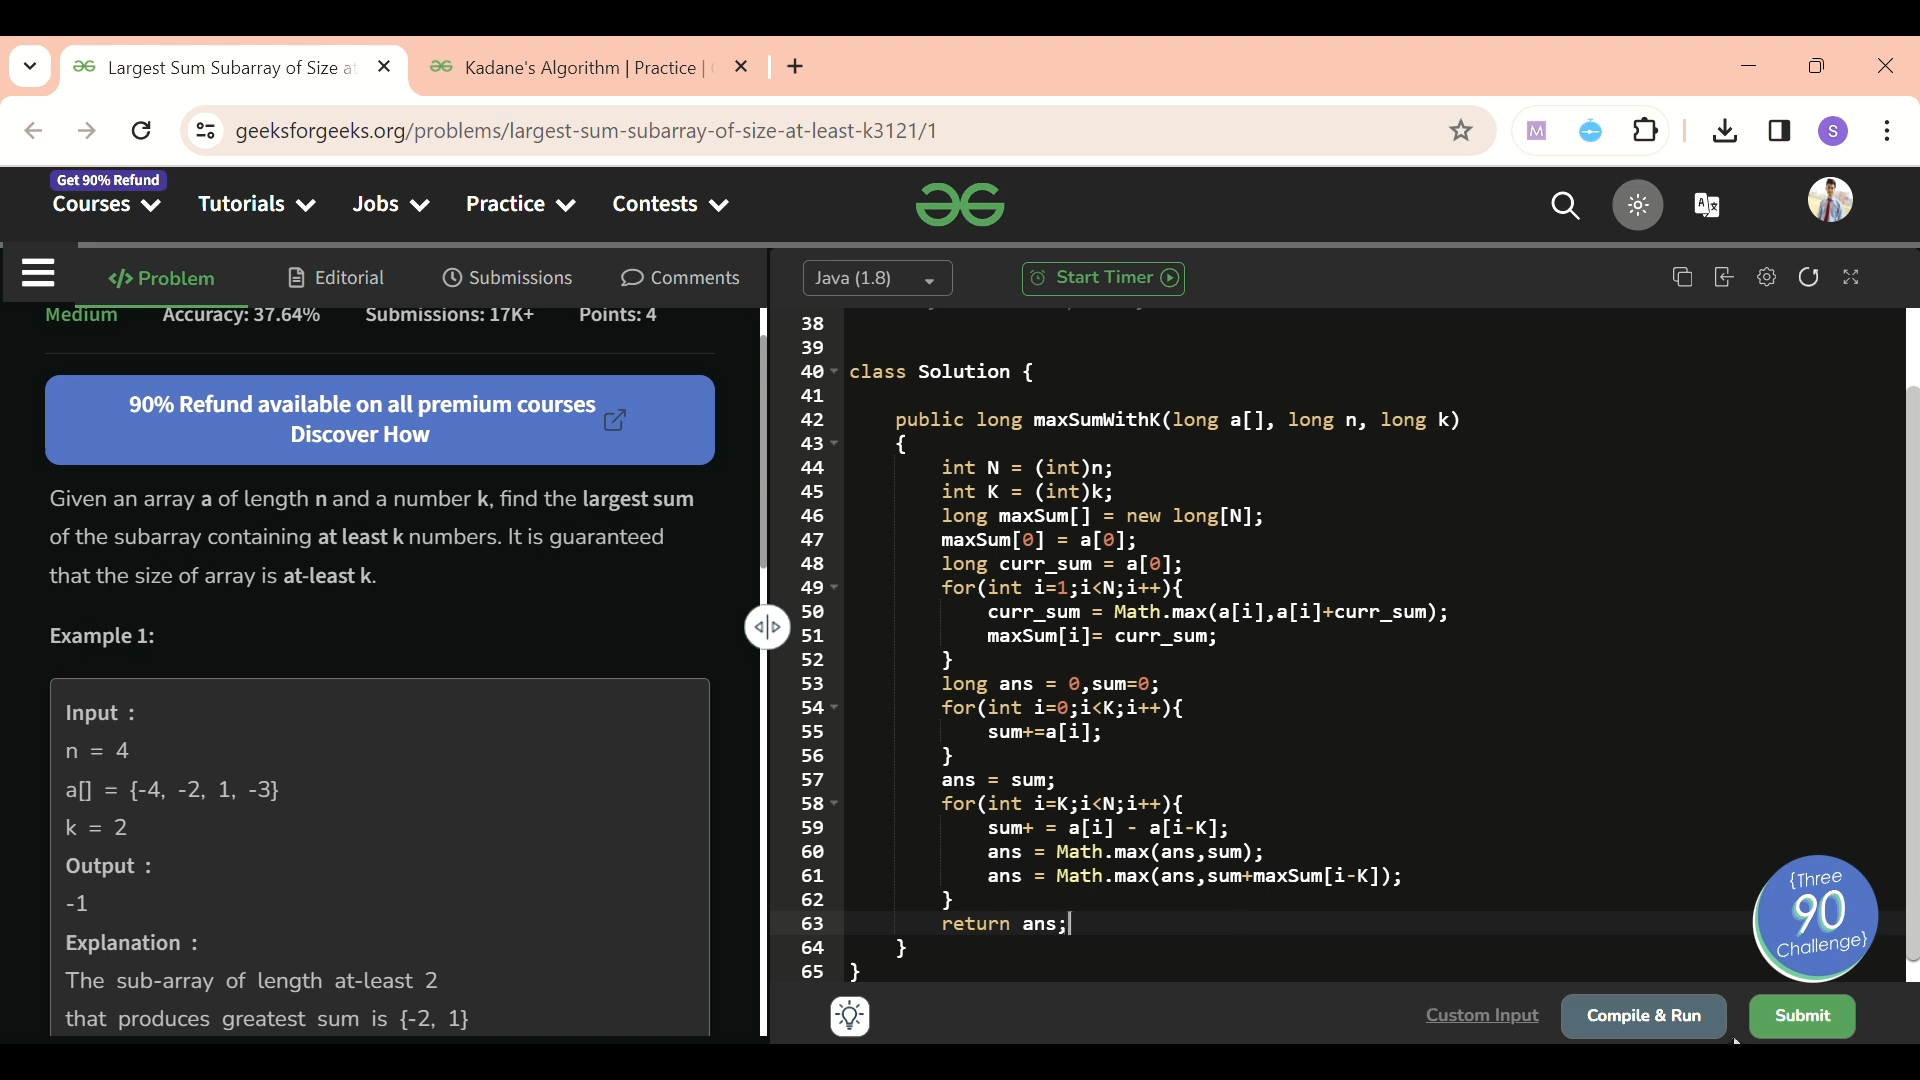 Largest Sum Subarray of Size at
Kadane's Algorithm | Practice |
geeksforgeeks.org/problems/largest-sum-subarray-of-size-at-least-k3121/1
M
S
Get 90% Refund
Courses
Tutorials
Jobs
Practice
Contests
Problem
Editorial
Submissions
Comments
Java (1.8)
Start Timer
Medium Accuracy: 37.64% Submissions: 17K+ Points: 4
90% Refund available on all premium courses
Discover How
Given an array a of length n and a number k, find the largest sum
of the subarray containing at least k numbers. It is guaranteed
that the size of array is at-least k.
Example 1:
Input :
n = 4
a[] = {-4, -2, 1, -3}
k = 2
Output :
-1
Explanation :
The sub-array of length at-least 2
that produces greatest sum is {-2, 1}
38
39
40 class Solution {
41
42 public long maxSumWithK(long a[], long n, long k)
43 {
44 int N = (int)n;
45 int K = (int)k;
46 long maxSum[] = new long[N];
47 maxSum[0] = a[0];
48 long curr_sum = a[0];
49 for(int i=1;i<N;i++){
50 curr_sum = Math.max(a[i],a[i]+curr_sum);
51 maxSum[i]= curr_sum;
52 }
53 long ans = 0,sum=0;
54 for(int i=0;i<K;i++){
55 sum+=a[i];
56 }
57 ans = sum;
58 for(int i=K;i<N;i++){
59 sum+ = a[i] - a[i-K];
60 ans = Math.max(ans,sum);
61 ans = Math.max(ans,sum+maxSum[i-K]);
62 }
63 return ans;
64 }
65 }
{Three
90
Challenge}
Custom Input
Compile & Run
Submit